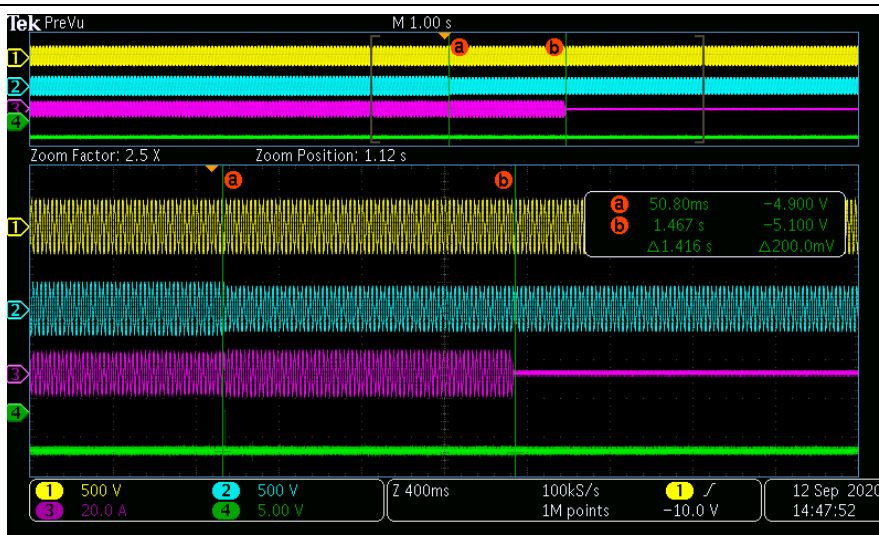 Tek PreVu M 1.00 s
a b
1
2
3
4
Zoom Factor: 2.5 X Zoom Position: 1.12 s
a b
a 50.80ms −4.900 V
b 1.467 s −5.100 V
Δ1.416 s Δ200.0mV
1
2
3
4
1 500 V 2 500 V Z 400ms 100kS/s 1 12 Sep 2020
3 20.0 A 4 5.00 V 1M points −10.0 V 14:47:52